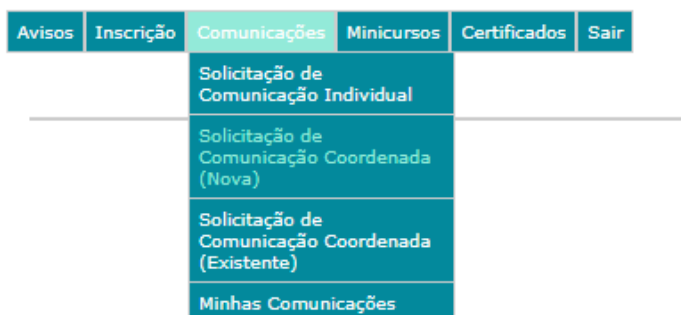 Avisos Inscrição Comunicações Minicursos Certificados Sair
Solicitação de
Comunicação Individual
Solicitação de
Comunicação Coordenada
(Nova)
Solicitação de
Comunicação Coordenada
(Existente)
Minhas Comunicações